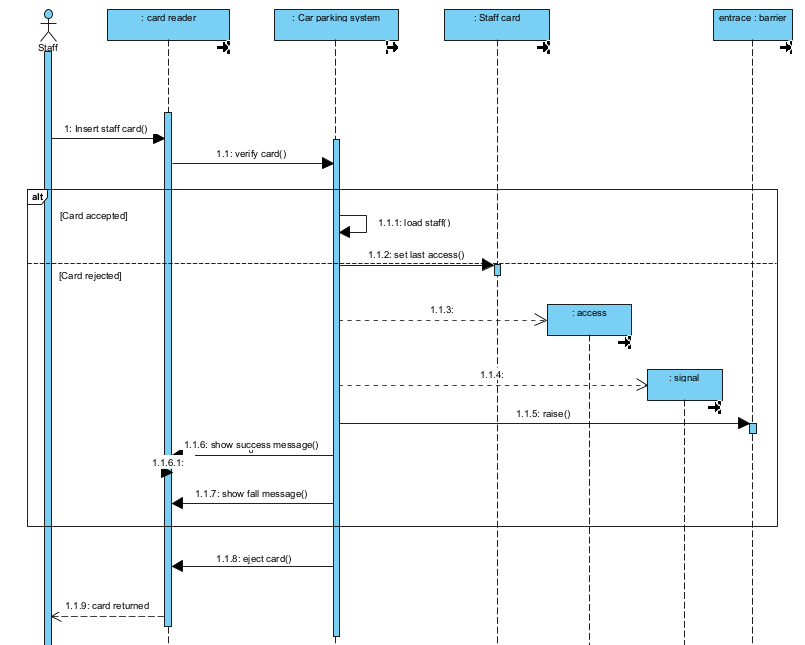 : card reader
: Car parking system
: Staff card
entrace : barrier
Staff
1: Insert staff card()
1.1: verify card()
alt
[Card accepted]
1.1.1: load staff()
1.1.2: set last access()
[Card rejected]
1.1.3:
: access
1.1.4:
: signal
1.1.5: raise()
1.1.6: show success message()
1.1.6.1:
1.1.7: show fall message()
1.1.8: eject card()
1.1.9: card returned